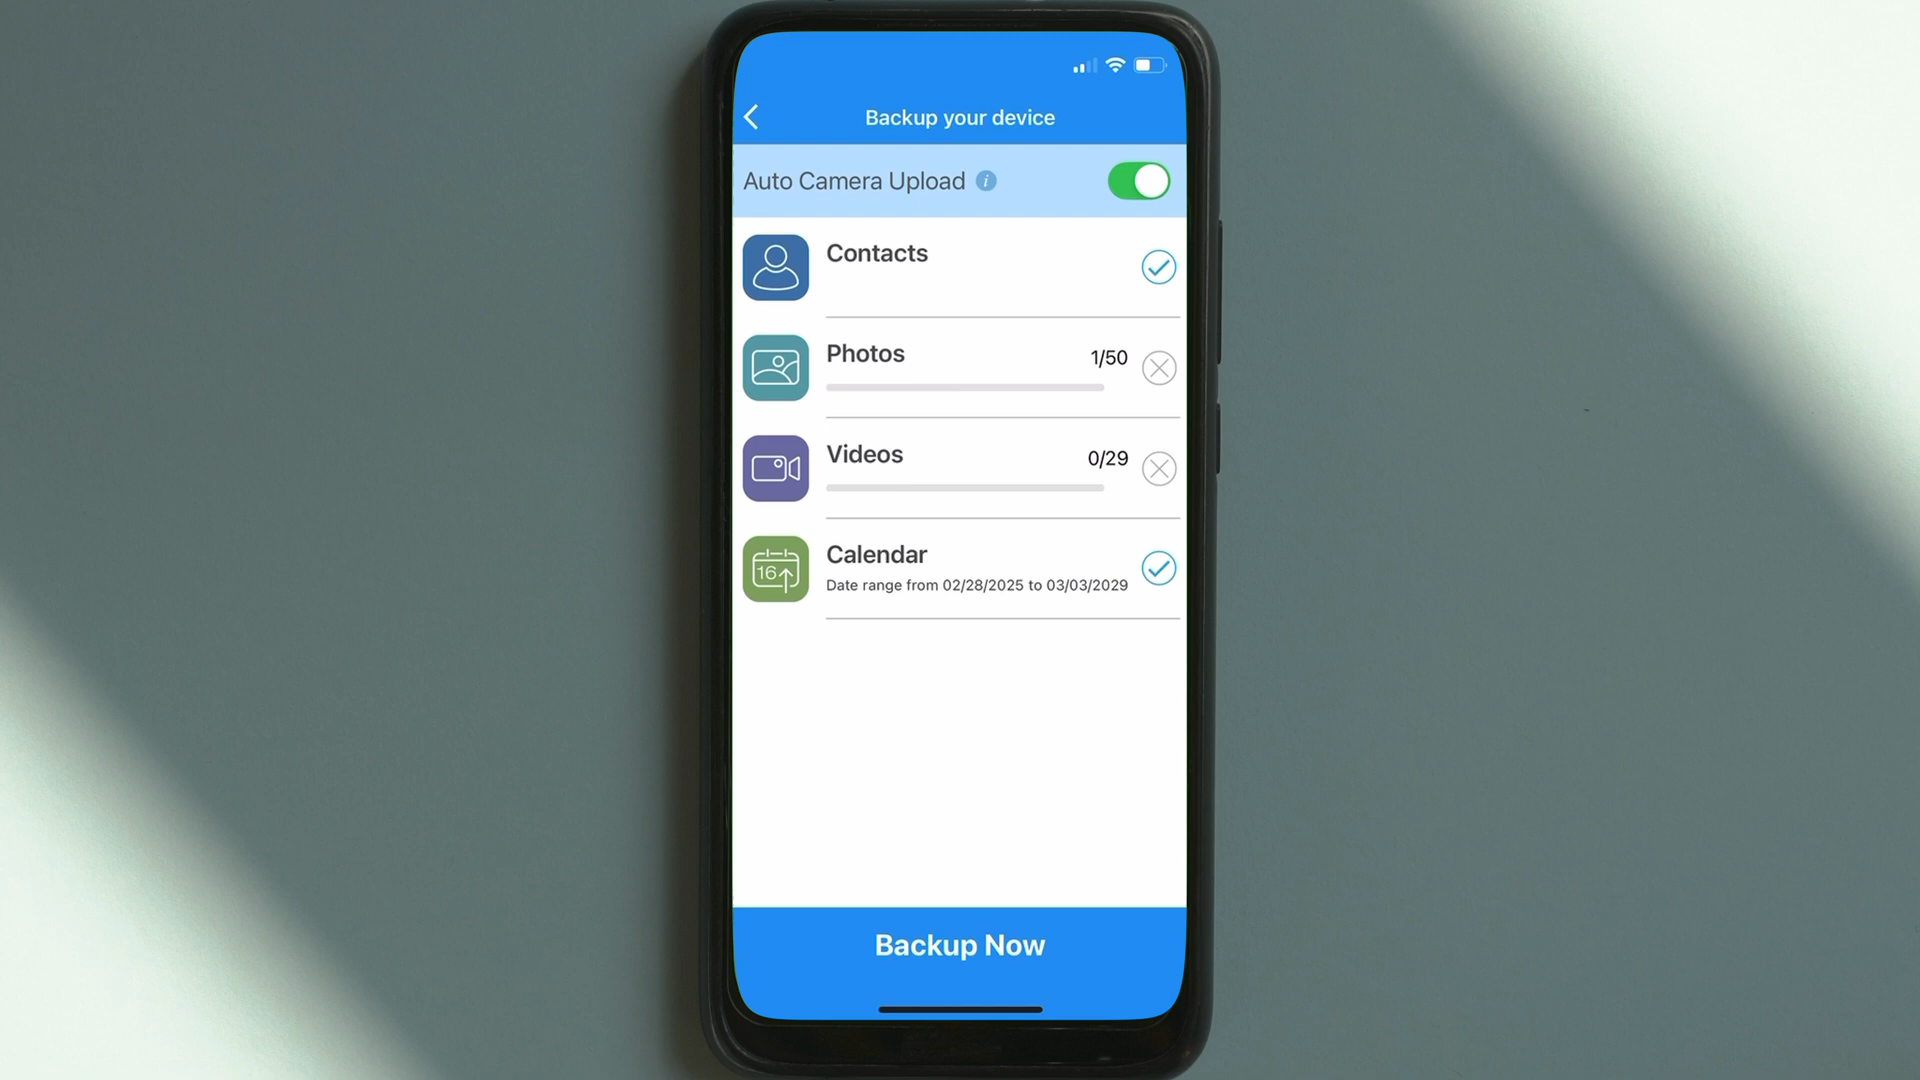 Backup your device
Auto Camera Upload i
Contacts
Photos 1/50
Videos 0/29
16 Calendar
Date range from 02/28/2025 to 03/03/2029
Backup Now